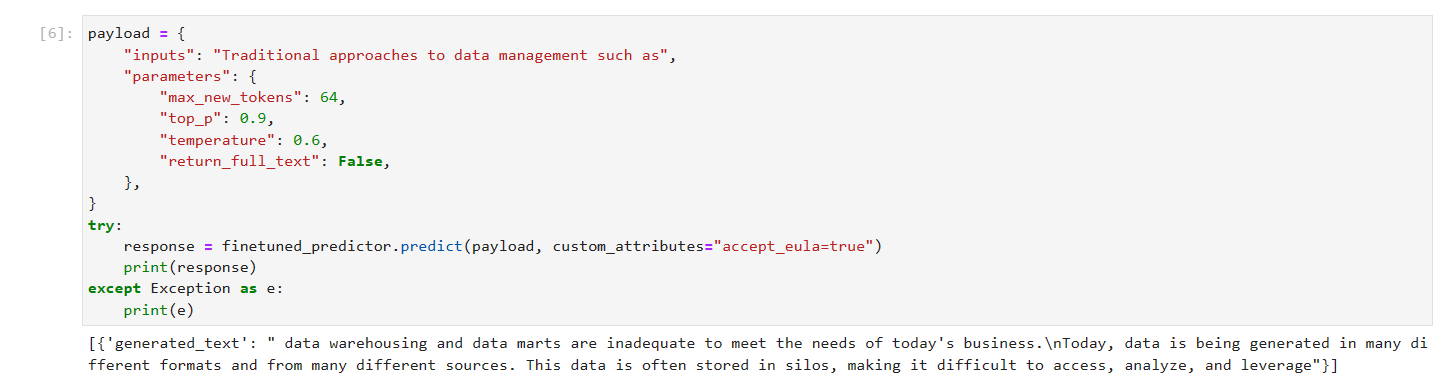 [6]: payload = {
"inputs": "Traditional approaches to data management such as",
"parameters": {
"max_new_tokens": 64,
"top_p": 0.9,
"temperature": 0.6,
"return_full_text": False,
},
}
try:
response = finetuned_predictor.predict(payload, custom_attributes="accept_eula=true")
print(response)
except Exception as e:
print(e)
[{'generated_text': " data warehousing and data marts are inadequate to meet the needs of today's business.\nToday, data is being generated in many di
fferent formats and from many different sources. This data is often stored in silos, making it difficult to access, analyze, and leverage"}]